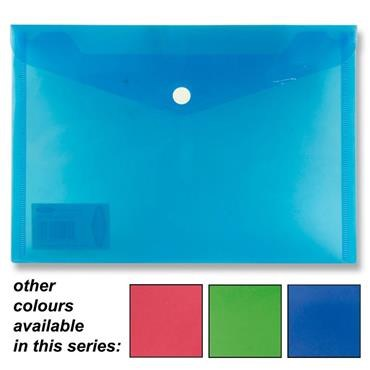 other
colours
available
in this series: